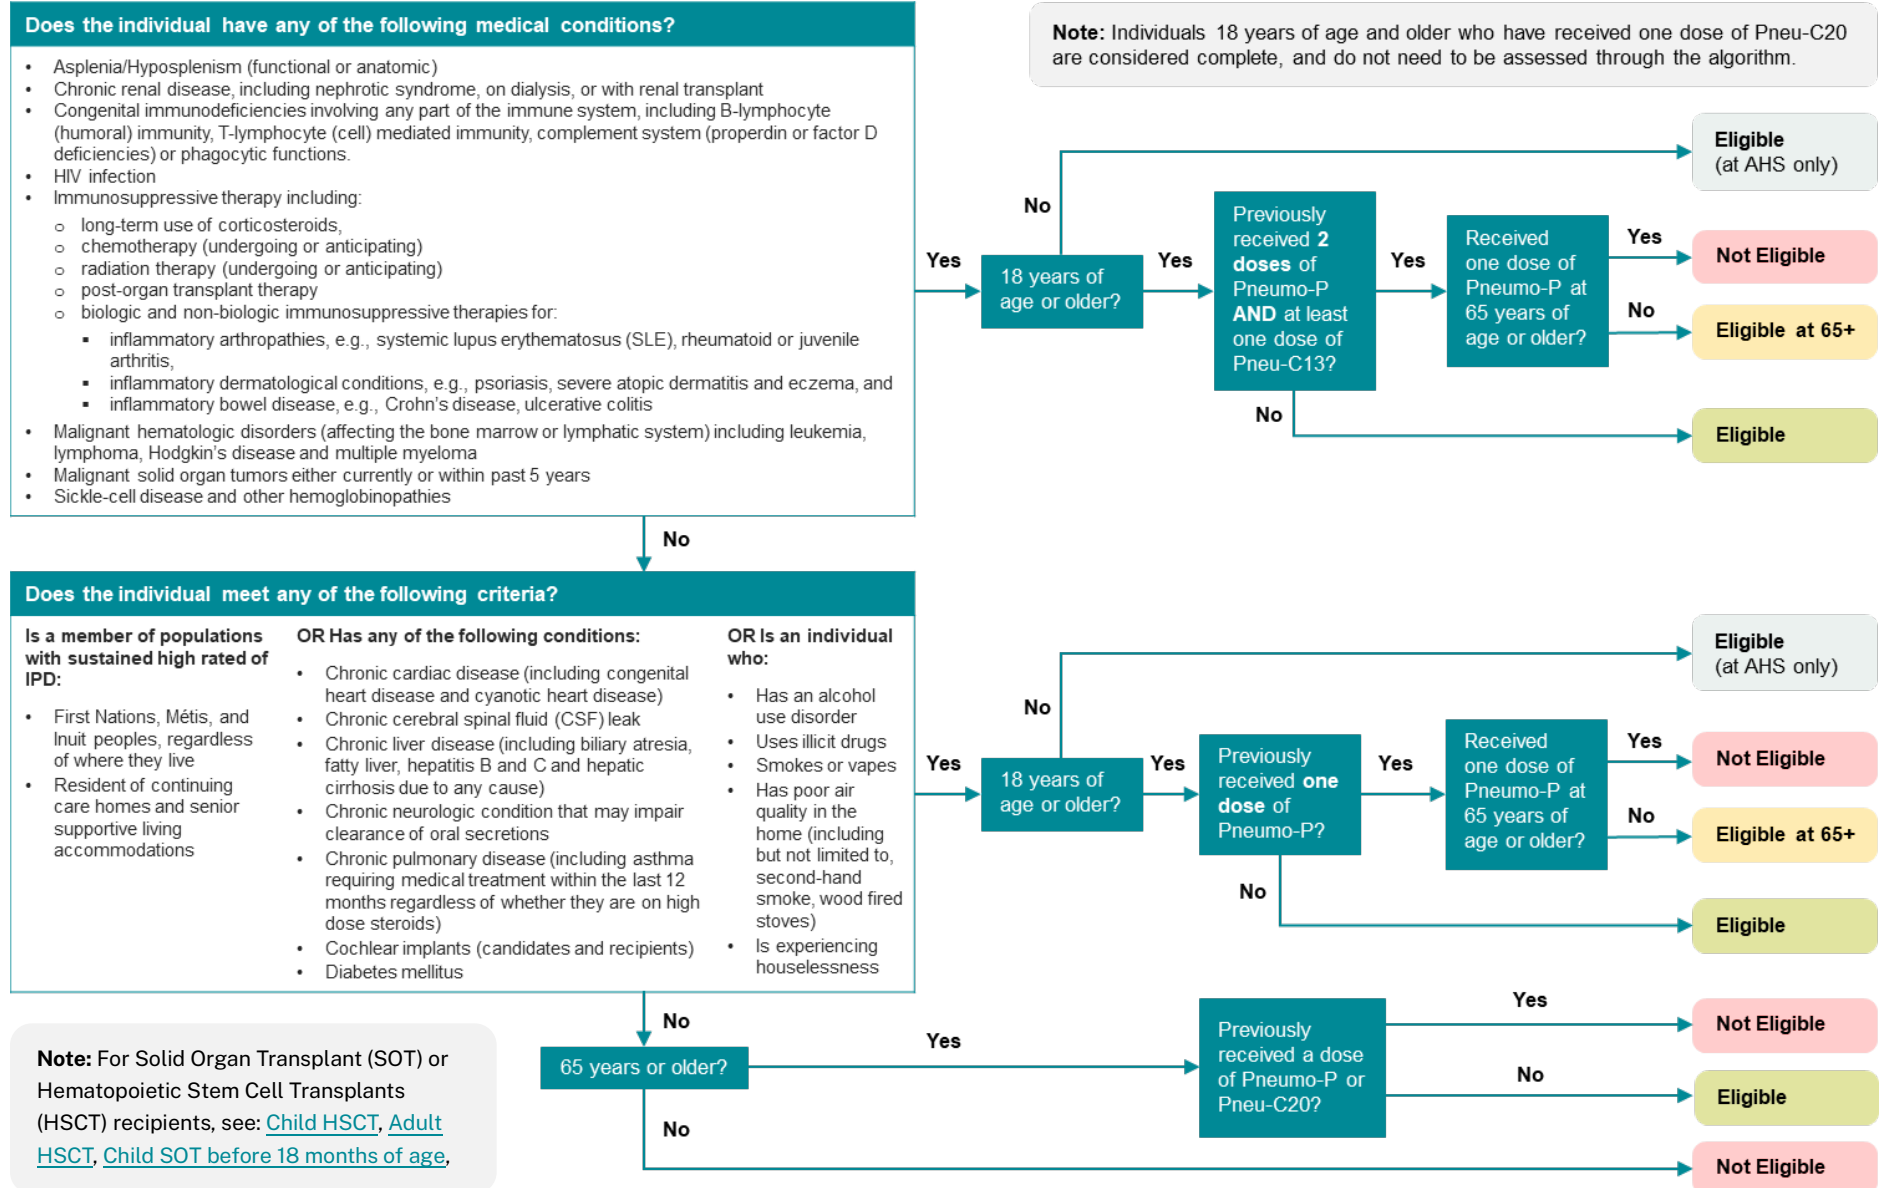 Does the individual have any of the following medical conditions?
• Asplenia/Hyposplenism (functional or anatomic)
• Chronic renal disease, including nephrotic syndrome, on dialysis, or with renal transplant
• Congenital immunodeficiencies involving any part of the immune system, including B-lymphocyte
(humoral) immunity, T-lymphocyte (cell) mediated immunity, complement system (properdin or factor D
deficiencies) or phagocytic functions.
• HIV infection
• Immunosuppressive therapy including:
o long-term use of corticosteroids,
o chemotherapy (undergoing or anticipating)
o radiation therapy (undergoing or anticipating)
o post-organ transplant therapy
o biologic and non-biologic immunosuppressive therapies for:
▪ inflammatory arthropathies, e.g., systemic lupus erythematosus (SLE), rheumatoid or juvenile
arthritis,
▪ inflammatory dermatological conditions, e.g., psoriasis, severe atopic dermatitis and eczema, and
▪ inflammatory bowel disease, e.g., Crohn's disease, ulcerative colitis
• Malignant hematologic disorders (affecting the bone marrow or lymphatic system) including leukemia,
lymphoma, Hodgkin's disease and multiple myeloma
• Malignant solid organ tumors either currently or within past 5 years
• Sickle-cell disease and other hemoglobinopathies
Note: Individuals 18 years of age and older who have received one dose of Pneu-C20
are considered complete, and do not need to be assessed through the algorithm.
Yes
18 years of
age or older?
No
Eligible
(at AHS only)
Yes
Previously
received 2
doses of
Pneumo-P
AND at least
one dose of
Pneu-C13?
Yes
Received
one dose of
Pneumo-P at
65 years of
age or older?
Yes
Not Eligible
No
Eligible at 65+
No
Eligible
No
Does the individual meet any of the following criteria?
Is a member of populations
with sustained high rated of
IPD:
• First Nations, Métis, and
Inuit peoples, regardless
of where they live
• Resident of continuing
care homes and senior
supportive living
accommodations
OR Has any of the following conditions:
• Chronic cardiac disease (including congenital
heart disease and cyanotic heart disease)
• Chronic cerebral spinal fluid (CSF) leak
• Chronic liver disease (including biliary atresia,
fatty liver, hepatitis B and C and hepatic
cirrhosis due to any cause)
• Chronic neurologic condition that may impair
clearance of oral secretions
• Chronic pulmonary disease (including asthma
requiring medical treatment within the last 12
months regardless of whether they are on high
dose steroids)
• Cochlear implants (candidates and recipients)
• Diabetes mellitus
OR Is an individual
who:
• Has an alcohol
use disorder
• Uses illicit drugs
• Smokes or vapes
• Has poor air
quality in the
home (including
but not limited to,
second-hand
smoke, wood fired
stoves)
• Is experiencing
houselessness
Yes
18 years of
age or older?
No
Eligible
(at AHS only)
Yes
Previously
received one
dose of
Pneumo-P?
Yes
Received
one dose of
Pneumo-P at
65 years of
age or older?
Yes
Not Eligible
No
Eligible at 65+
No
Eligible
No
65 years or older?
Yes
Previously
received a dose
of Pneumo-P or
Pneu-C20?
Yes
Not Eligible
No
Eligible
No
Not Eligible
Note: For Solid Organ Transplant (SOT) or
Hematopoietic Stem Cell Transplants
(HSCT) recipients, see: Child HSCT, Adult
HSCT, Child SOT before 18 months of age,